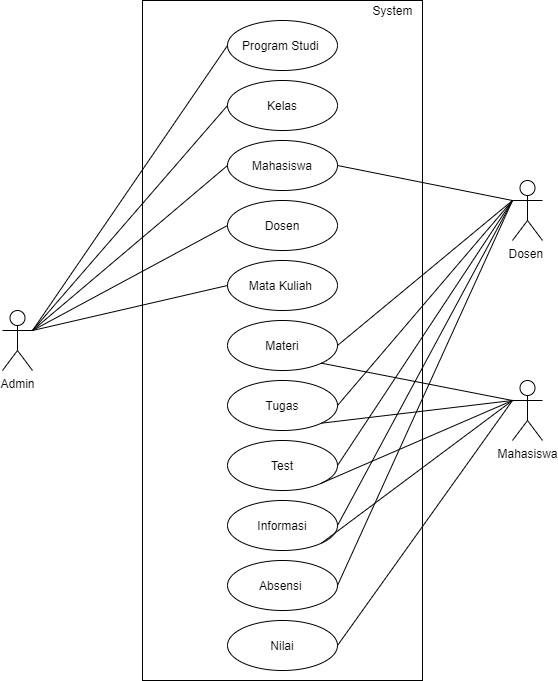 System
Program Studi
Kelas
Mahasiswa
Dosen
Mata Kuliah
Materi
Tugas
Test
Informasi
Absensi
Nilai
Admin
Dosen
Mahasiswa